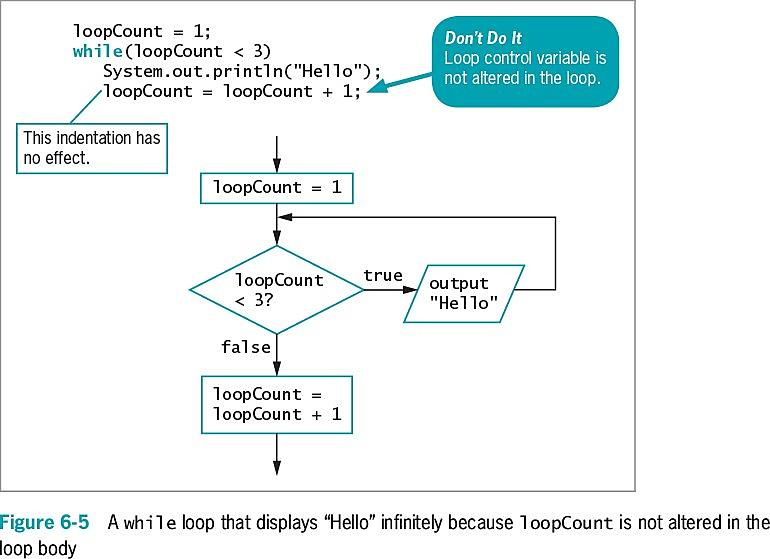 loopCount = 1;
while(loopCount < 3)
System.out.println("Hello");
loopCount = loopCount + 1;
Don't Do It
Loop control variable is
not altered in the loop.
This indentation has
no effect.
loopCount = 1
loopCount
< 3?
true
output
"Hello"
false
loopCount =
loopCount + 1
Figure 6-5 A while loop that displays “Hello” infinitely because loopCount is not altered in the
loop body